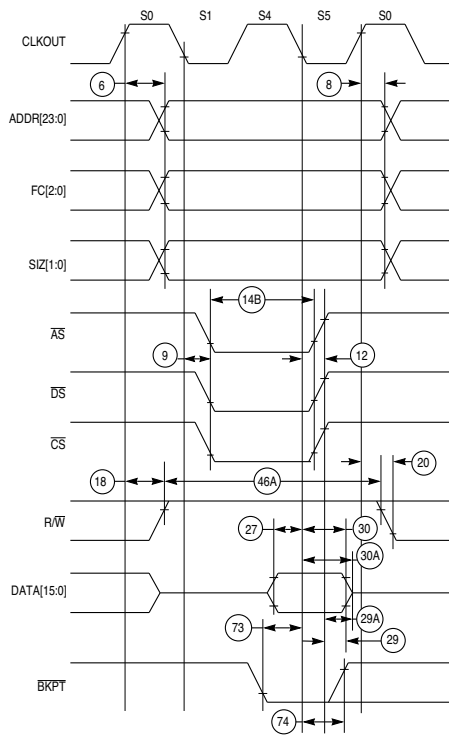 S0 S1 S4 S5 S0
CLKOUT
6 8
ADDR[23:0]
FC[2:0]
SIZ[1:0]
14B
AS
9 12
DS
CS
20
18 46A
R/W
27 30
30A
DATA[15:0]
29A
73 29
BKPT
74